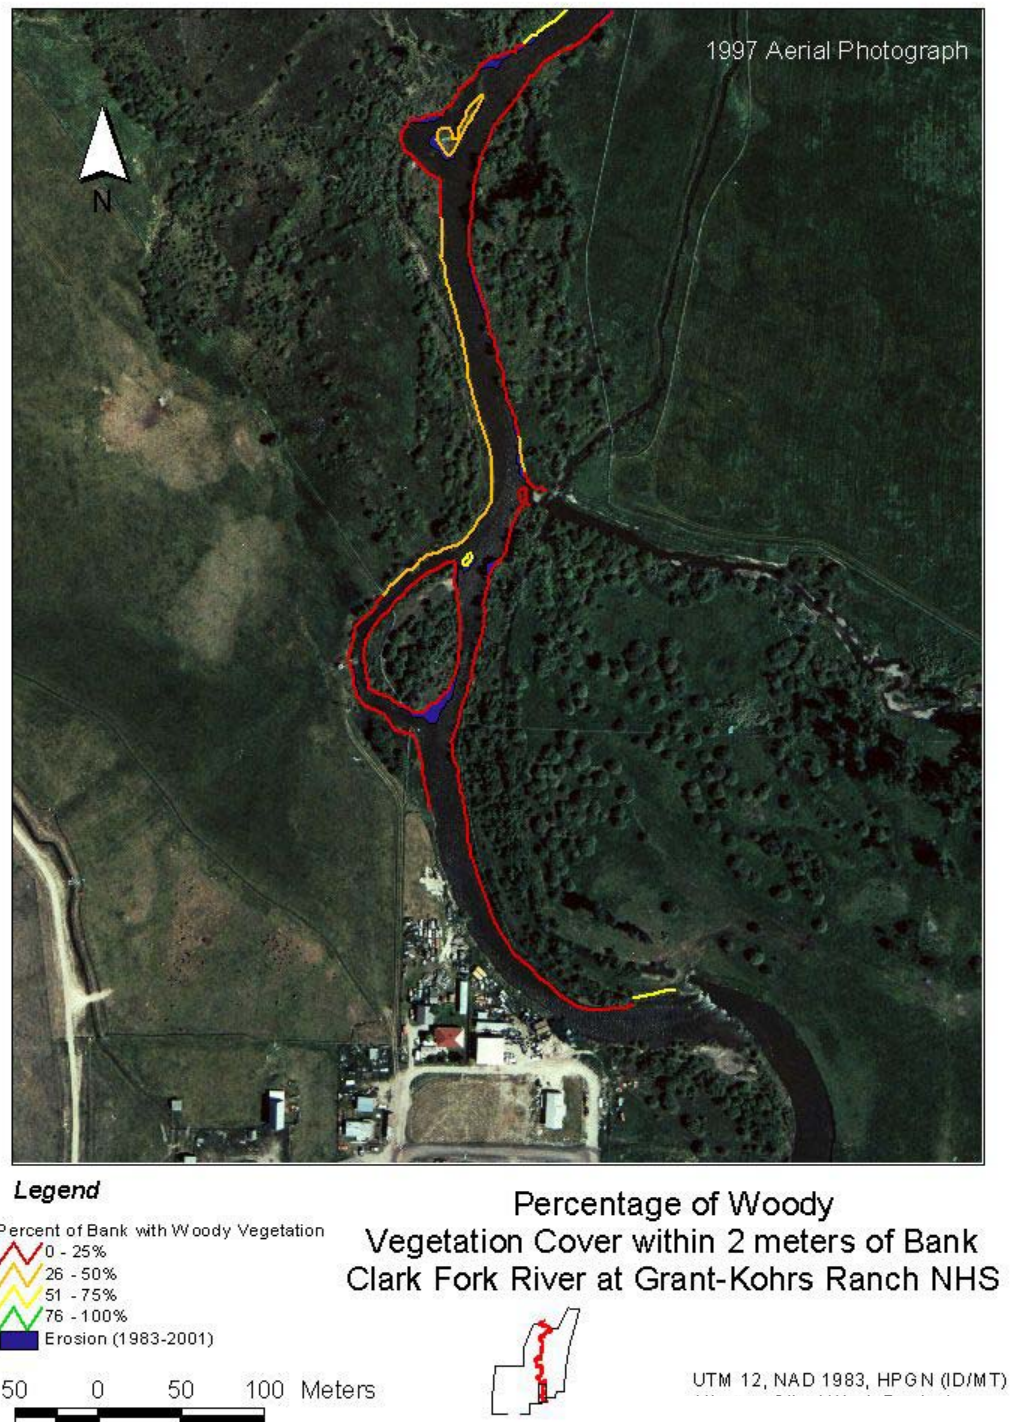 1997 Aerial Photograph
N
Legend
Percent of Bank with Woody Vegetation
0 - 25%
26 - 50%
51 - 75%
76 - 100%
Erosion (1983-2001)
50 0 50 100 Meters
Percentage of Woody
Vegetation Cover within 2 meters of Bank
Clark Fork River at Grant-Kohrs Ranch NHS
UTM 12, NAD 1983, HPGN (ID/MT)